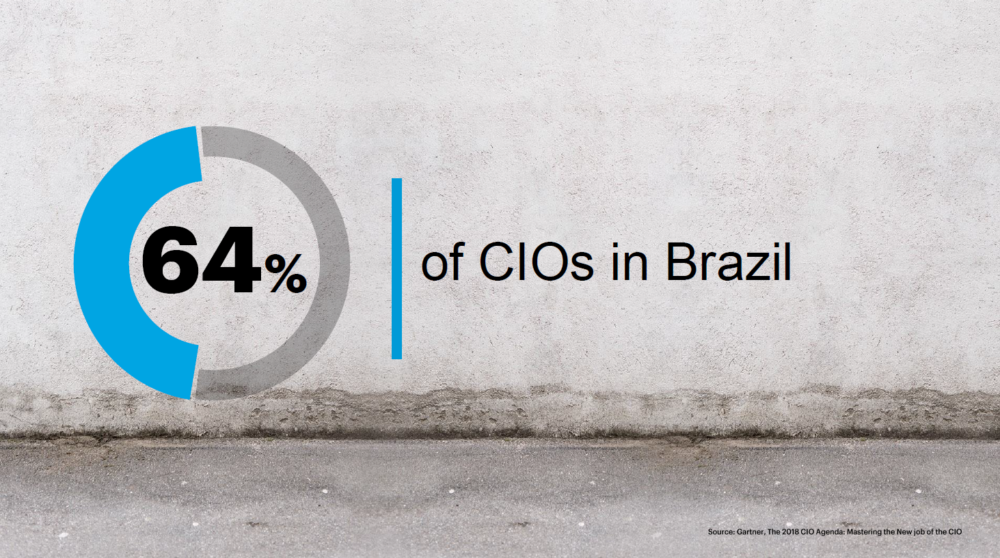 64%
of CIOs in Brazil
Source: Gartner, The 2018 CIO Agenda: Mastering the New job of the CIO